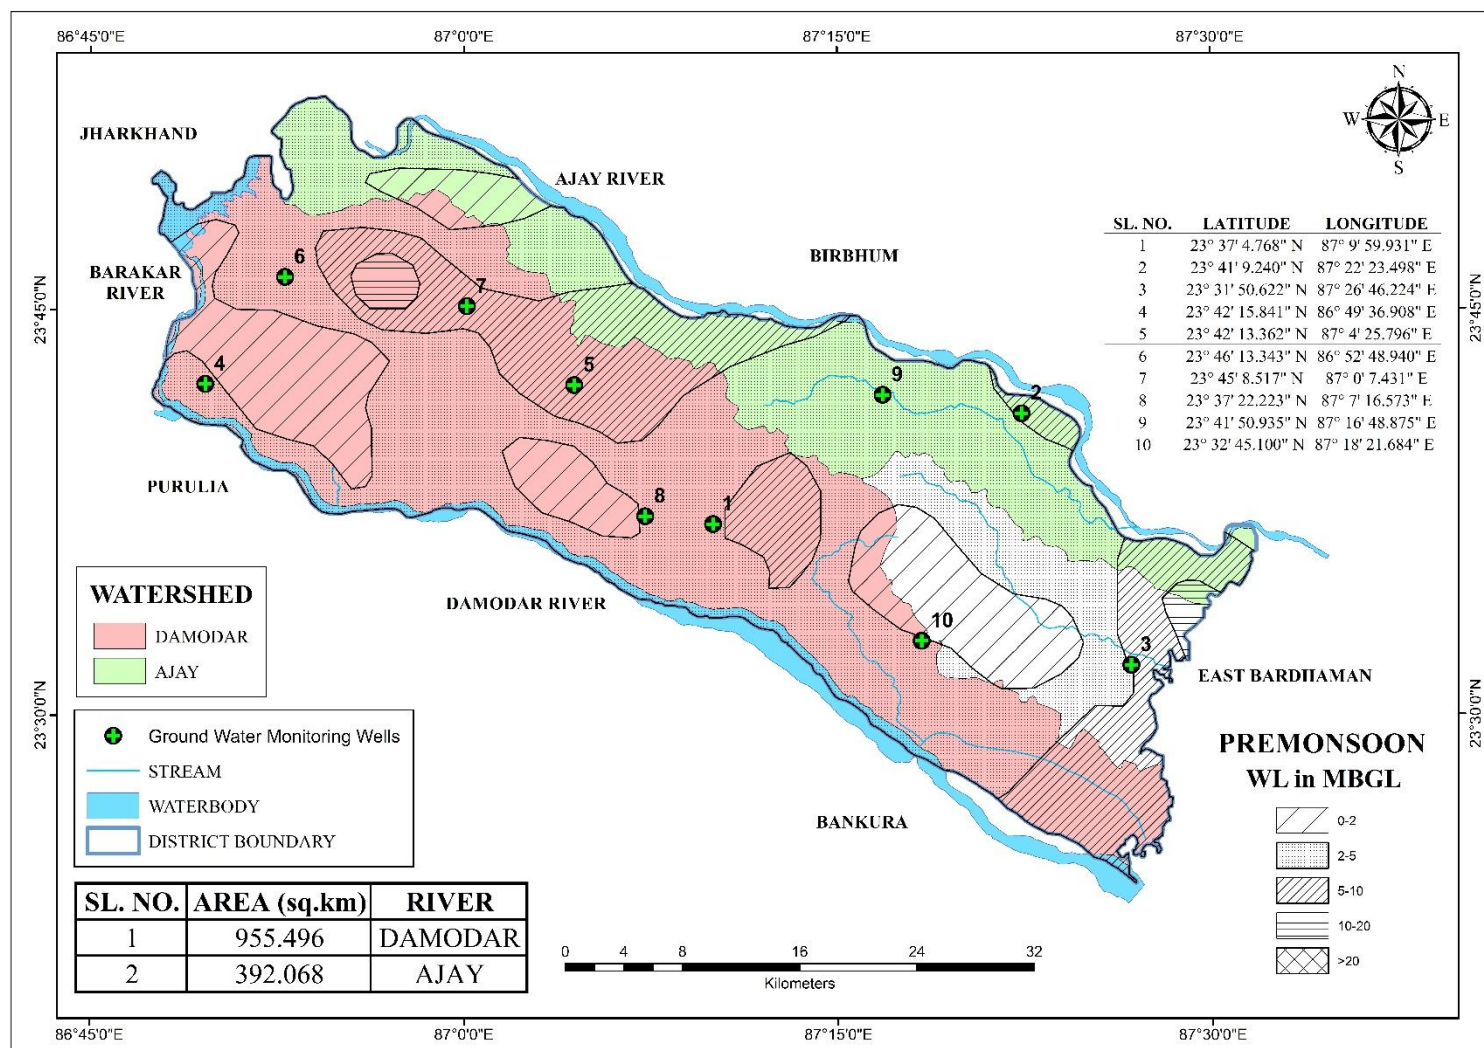 86°45'0"E 87°0'0"E 87°15'0"E 87°30'0"E
N
W E
S
JHARKHAND
AJAY RIVER
BIRBHUM
BARAKAR
RIVER
PURULIA
DAMODAR RIVER
EAST BARDHAMAN
BANKURA
23°45'0"N 23°45'0"N
23°30'0"N 23°30'0"N
6
7
4
5
9
2
8
1
10
3
SL. NO. LATITUDE LONGITUDE
1 23° 37' 4.768" N 87° 9' 59.931" E
2 23° 41' 9.240" N 87° 22' 23.498" E
3 23° 31' 50.622" N 87° 26' 46.224" E
4 23° 42' 15.841" N 86° 49' 36.908" E
5 23° 42' 13.362" N 87° 4' 25.796" E
6 23° 46' 13.343" N 86° 52' 48.940" E
7 23° 45' 8.517" N 87° 0' 7.431" E
8 23° 37' 22.223" N 87° 7' 16.573" E
9 23° 41' 50.935" N 87° 16' 48.875" E
10 23° 32' 45.100" N 87° 18' 21.684" E
WATERSHED
DAMODAR
AJAY
Ground Water Monitoring Wells
STREAM
WATERBODY
DISTRICT BOUNDARY
SL. NO. AREA (sq.km) RIVER
1 955.496 DAMODAR
2 392.068 AJAY
0 4 8 16 24 32
Kilometers
PREMONSOON
WL in MBGL
0-2
2-5
5-10
10-20
>20
86°45'0"E 87°0'0"E 87°15'0"E 87°30'0"E